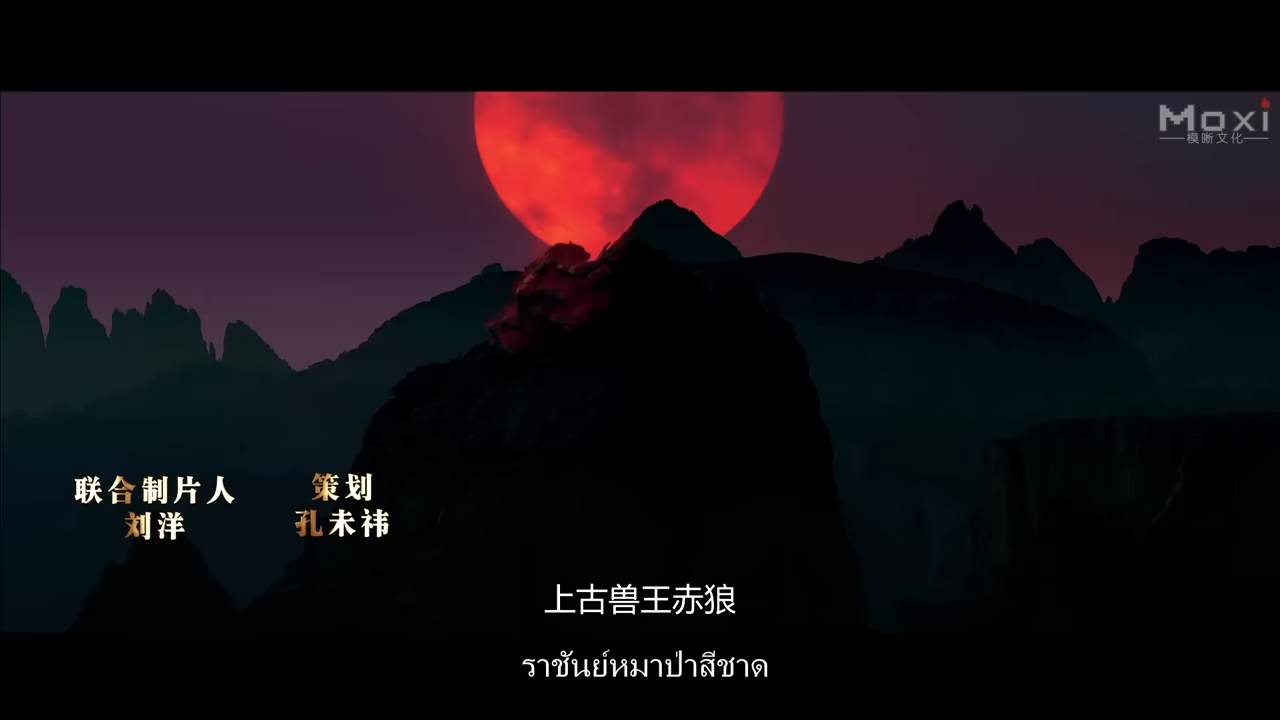 Moxi
模晰文化
联合制片人
刘洋
策划
孔未祎
上古兽王赤狼
ราชันย์หมาป่าสีชาด